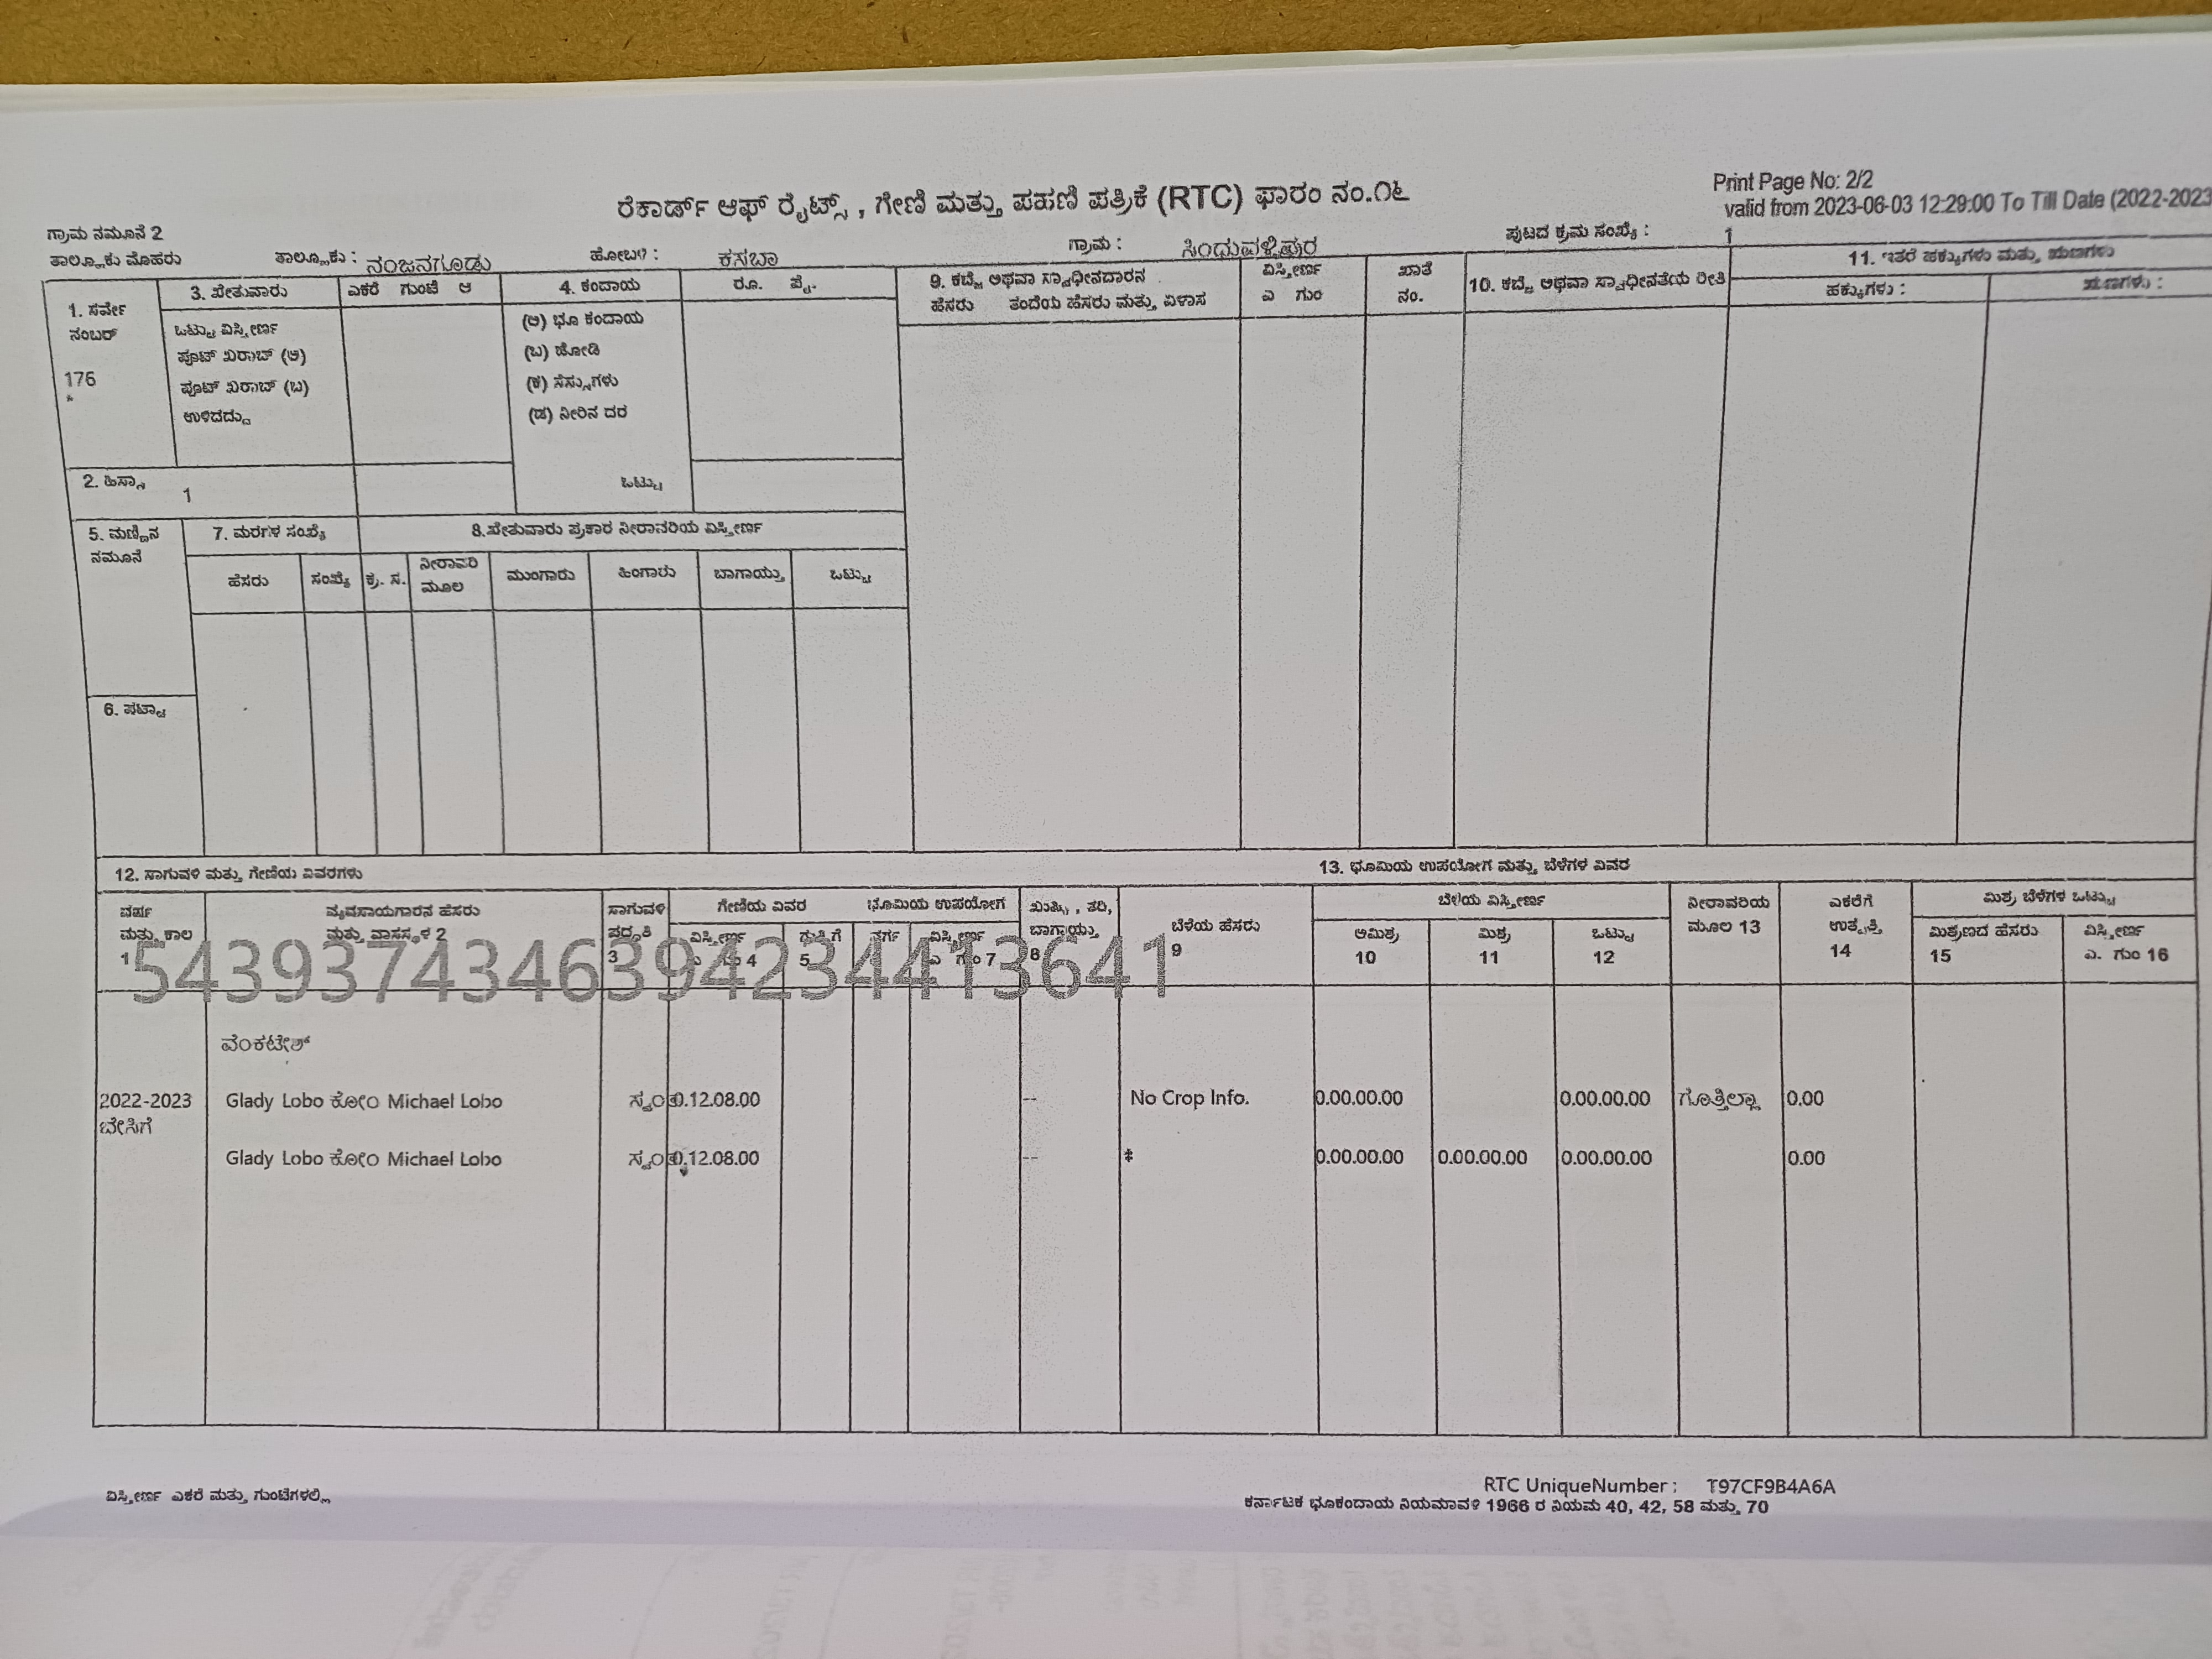 Print Page No: 2/2
ರೆಕಾರ್ಡ್ ಆಫ್ ರೈಟ್ಸ್, ಗೇಣಿ ಮತ್ತು ಪಹಣಿ ಪತ್ರಿಕೆ (RTC) ಫಾರಂ ನಂ.೧೬
valid from 2023-06-03 12:29:00 To Till Date (2022-2023
ಗ್ರಾಮ ನಮೂನೆ 2
ತಾಲ್ಲೂಕು ಮೊಹರು ತಾಲ್ಲೂಕು : ನಂಜನಗೂಡು ಹೋಬಳಿ : ಕಸಬಾ ಗ್ರಾಮ : ಸಿಂಧುವಳ್ಳಿಪುರ ಪುಟದ ಕ್ರಮ ಸಂಖ್ಯೆ : 1
1. ಸರ್ವೇ ನಂಬರ್
176
*
3. ಖೇತುವಾರು ಎಕರೆ ಗುಂಟೆ ಆ
ಒಟ್ಟು ವಿಸ್ತೀರ್ಣ
ಪೂಟ್ ಖರಾಬ್ (ಅ)
ಪೂಟ್ ಖರಾಬ್ (ಬ)
ಉಳಿದದ್ದು
4. ಕಂದಾಯ ರೂ. ಪೈ.
(ಅ) ಭೂ ಕಂದಾಯ
(ಬ) ಜೋಡಿ
(ಕ) ಸೆಸ್ಸುಗಳು
(ಡ) ನೀರಿನ ದರ
ಒಟ್ಟು
9. ಕಬ್ಜೆ ಅಥವಾ ಸ್ವಾಧೀನದಾರನ
ಹೆಸರು ತಂದೆಯ ಹೆಸರು ಮತ್ತು ವಿಳಾಸ
ವಿಸ್ತೀರ್ಣ
ಎ ಗುಂ
ಖಾತೆ
ನಂ.
10. ಕಬ್ಜೆ ಅಥವಾ ಸ್ವಾಧೀನತೆಯ ರೀತಿ
11. ಇತರೆ ಹಕ್ಕುಗಳು ಮತ್ತು ಋಣಗಳು
ಹಕ್ಕುಗಳು : ಋಣಗಳು :
2. ಹಿಸ್ಸಾ 1
5. ಮಣ್ಣಿನ
ನಮೂನೆ
7. ಮರಗಳ ಸಂಖ್ಯೆ
ಹೆಸರು ಸಂಖ್ಯೆ
8.ಖೇತುವಾರು ಪ್ರಕಾರ ನೀರಾವರಿಯ ವಿಸ್ತೀರ್ಣ
ಕ್ರ. ಸ. ನೀರಾವರಿ ಮೂಲ ಮುಂಗಾರು ಹಿಂಗಾರು ಬಾಗಾಯ್ತು ಒಟ್ಟು
6. ಪಟ್ಟಾ
12. ಸಾಗುವಳಿ ಮತ್ತು ಗೇಣಿಯ ವಿವರಗಳು 13. ಭೂಮಿಯ ಉಪಯೋಗ ಮತ್ತು ಬೆಳೆಗಳ ವಿವರ
ವರ್ಷ ವ್ಯವಸಾಯಗಾರನ ಹೆಸರು ಸಾಗುವಳಿ ಗೇಣಿಯ ವಿವರ ಭೂಮಿಯ ಉಪಯೋಗ ಖುಷ್ಕಿ, ತರಿ, ಬೆಳೆಯ ವಿಸ್ತೀರ್ಣ ನೀರಾವರಿಯ ಎಕರೆಗೆ ಮಿಶ್ರ ಬೆಳೆಗಳ ಒಟ್ಟು
ಮತ್ತು ಕಾಲ ಮತ್ತು ವಾಸಸ್ಥಳ 2 ಪದ್ಧತಿ ವಿಸ್ತೀರ್ಣ ಗುತ್ತಿಗೆ ವರ್ಗ ವಿಸ್ತೀರ್ಣ ಬಾಗಾಯ್ತು ಬೆಳೆಯ ಹೆಸರು ಅಮಿಶ್ರ ಮಿಶ್ರ ಒಟ್ಟು ಮೂಲ 13 ಉತ್ಪತ್ತಿ ಮಿಶ್ರಣದ ಹೆಸರು ವಿಸ್ತೀರ್ಣ
1 3 4 5 ಎ ಗುಂ 7 8 9 10 11 12 14 15 ಎ. ಗುಂ 16
543937434639423441​3641
ವೆಂಕಟೇಶ್
2022-2023 Glady Lobo ಕೋಂ Michael Lobo ಸ್ವಂತ 0.12.08.00 -- No Crop Info. 0.00.00.00 0.00.00.00 ಗೊತ್ತಿಲ್ಲಾ 0.00
ಬೇಸಿಗೆ
Glady Lobo ಕೋಂ Michael Lobo ಸ್ವಂತ 0.12.08.00 -- 0.00.00.00 0.00.00.00 0.00.00.00 0.00
RTC UniqueNumber : T97CF9B4A6A
ವಿಸ್ತೀರ್ಣ ಎಕರೆ ಮತ್ತು ಗುಂಟೆಗಳಲ್ಲಿ ಕರ್ನಾಟಕ ಭೂಕಂದಾಯ ನಿಯಮಾವಳಿ 1966 ರ ನಿಯಮ 40, 42, 58 ಮತ್ತು 70